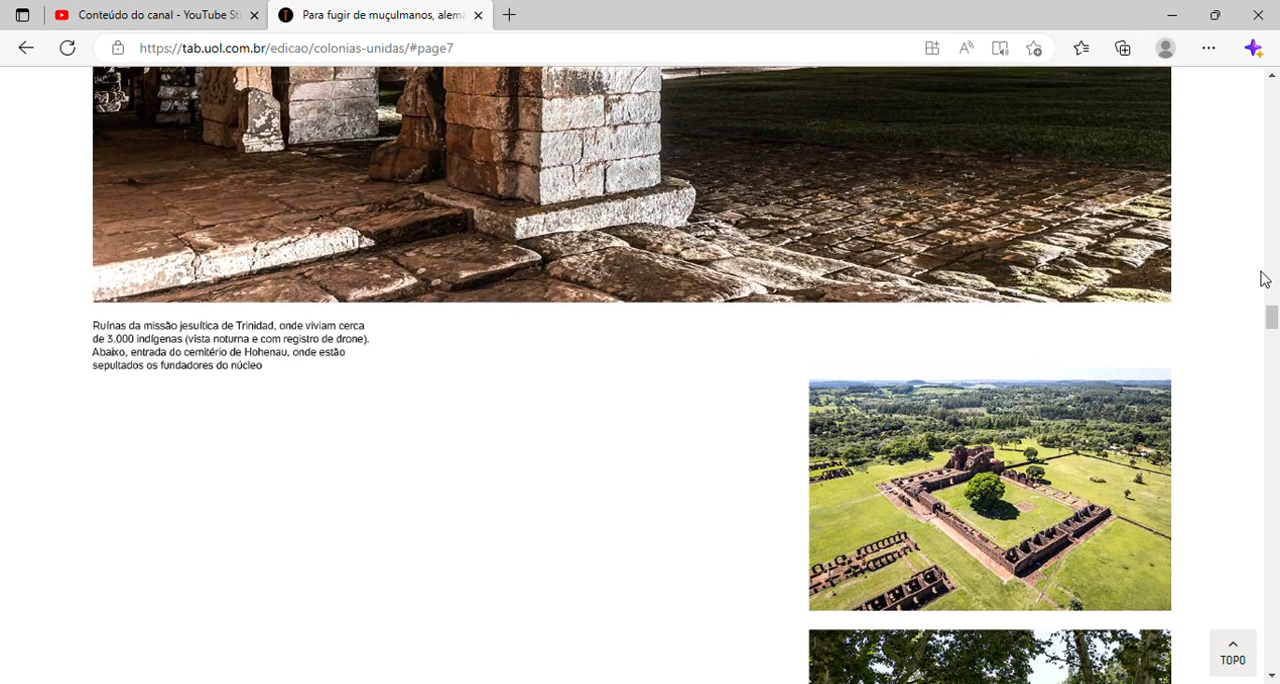 Conteúdo do canal - YouTube St
Para fugir de muçulmanos, alemã
https://tab.uol.com.br/edicao/colonias-unidas/#page7
Ruínas da missão jesuítica de Trinidad, onde viviam cerca
de 3.000 indígenas (vista noturna e com registro de drone).
Abaixo, entrada do cemitério de Hohenau, onde estão
sepultados os fundadores do núcleo
TOPO